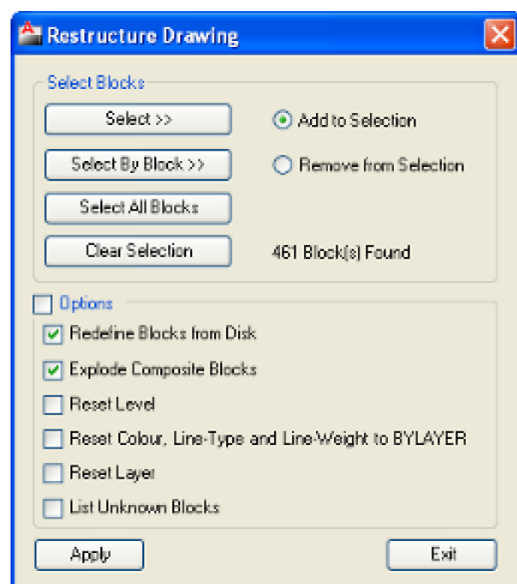 Restructure Drawing
Select Blocks
Select >>
Add to Selection
Select By Block >>
Remove from Selection
Select All Blocks
Clear Selection
461 Block(s) Found
Options
Redefine Blocks from Disk
Explode Composite Blocks
Reset Level
Reset Colour, Line-Type and Line-Weight to BYLAYER
Reset Layer
List Unknown Blocks
Apply
Exit